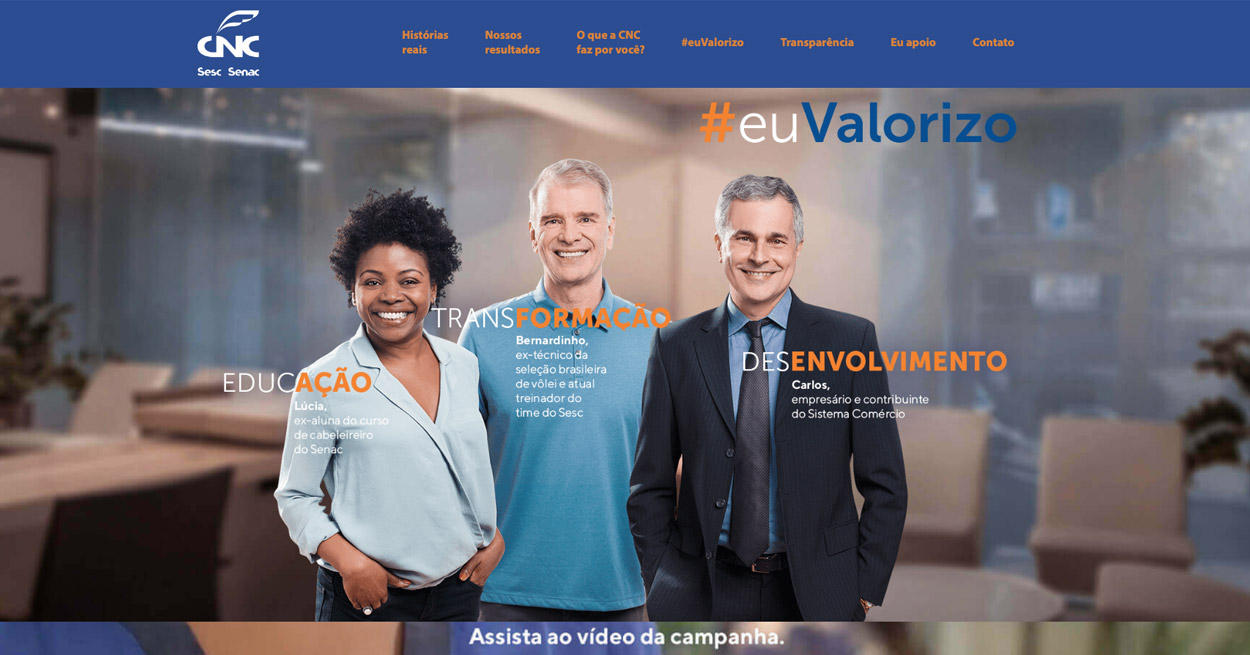 CNC
Sesc Senac
Histórias
reais
Nossos
resultados
O que a CNC
faz por você?
#euValorizo
Transparência
Eu apoio
Contato
#euValorizo
TRANSFORMAÇÃO
Bernardinho,
ex-técnico da
seleção brasileira
de vôlei e atual
treinador do
time do Sesc
DESENVOLVIMENTO
Carlos,
empresário e contribuinte
do Sistema Comércio
EDUCAÇÃO
Lúcia,
ex-aluna do curso
de cabeleireiro
do Senac
Assista ao vídeo da campanha.